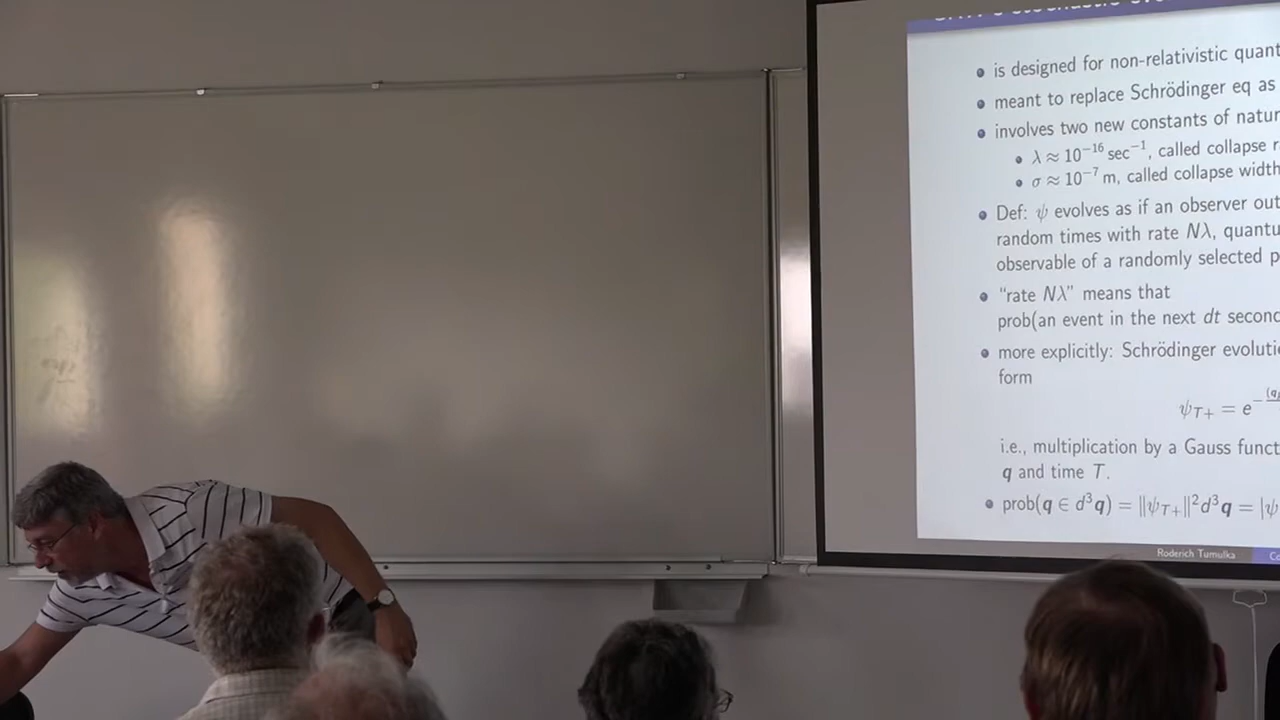 is designed for non-relativistic quant
meant to replace Schrödinger eq as
involves two new constants of natur
λ ≈ 10⁻¹⁶ sec⁻¹, called collapse r
σ ≈ 10⁻⁷ m, called collapse width
Def: ψ evolves as if an observer out
random times with rate Nλ, quantu
observable of a randomly selected p
"rate Nλ" means that
prob(an event in the next dt second
more explicitly: Schrödinger evoluti
form
ψ_{T+} = e^{-(q
i.e., multiplication by a Gauss funct
q and time T.
prob(q ∈ d³q) = ‖ψ_{T+}‖²d³q = |ψ
Roderich Tumulka